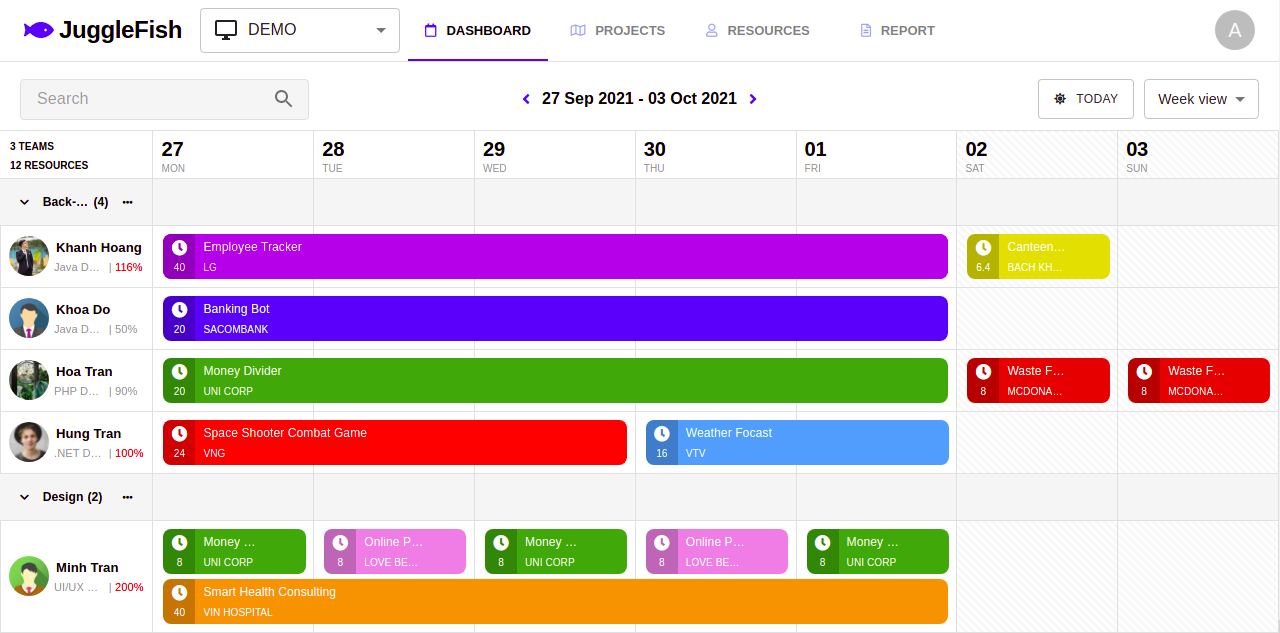 JuggleFish
DEMO
DASHBOARD
PROJECTS
RESOURCES
REPORT
A
Search
27 Sep 2021 - 03 Oct 2021
TODAY
Week view
3 TEAMS
12 RESOURCES
27
MON
28
TUE
29
WED
30
THU
01
FRI
02
SAT
03
SUN
Back-... (4)
Khanh Hoang
Java D... | 116%
40
Employee Tracker
LG
6.4
Canteen...
BACH KH...
Khoa Do
Java D... | 50%
20
Banking Bot
SACOMBANK
Hoa Tran
PHP D... | 90%
20
Money Divider
UNI CORP
8
Waste F...
MCDONA...
8
Waste F...
MCDONA...
Hung Tran
.NET D... | 100%
24
Space Shooter Combat Game
VNG
16
Weather Focast
VTV
Design (2)
Minh Tran
UI/UX ... | 200%
8
Money ...
UNI CORP
8
Online P...
LOVE BE...
8
Money ...
UNI CORP
8
Online P...
LOVE BE...
8
Money ...
UNI CORP
40
Smart Health Consulting
VIN HOSPITAL